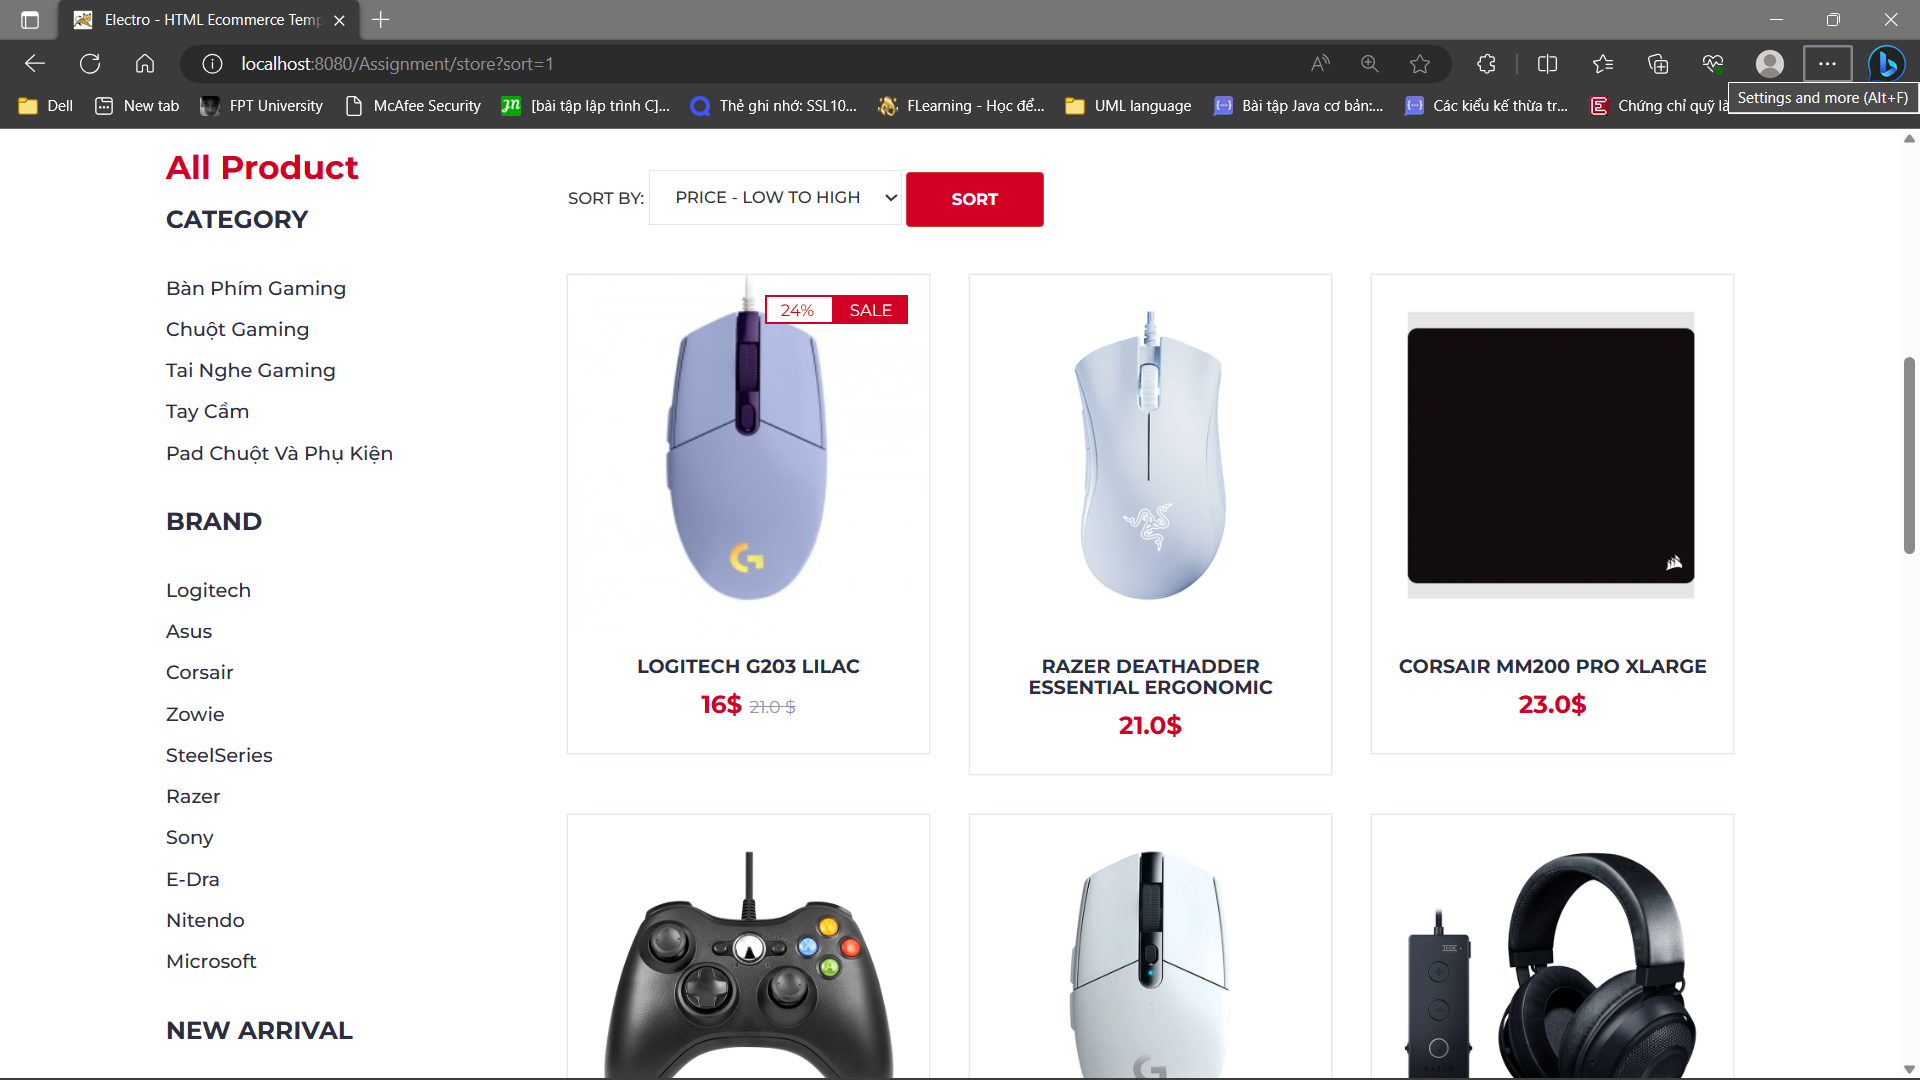 Electro - HTML Ecommerce Temp
localhost:8080/Assignment/store?sort=1
Dell
New tab
FPT University
McAfee Security
[bài tập lập trình C]...
Thẻ ghi nhớ: SSL10...
FLearning - Học dễ...
UML language
Bài tập Java cơ bản:...
Các kiểu kế thừa tr...
Chứng chỉ quỹ là
Settings and more (Alt+F)
All Product
CATEGORY
Bàn Phím Gaming
Chuột Gaming
Tai Nghe Gaming
Tay Cầm
Pad Chuột Và Phụ Kiện
BRAND
Logitech
Asus
Corsair
Zowie
SteelSeries
Razer
Sony
E-Dra
Nitendo
Microsoft
NEW ARRIVAL
SORT BY: PRICE - LOW TO HIGH SORT
24% SALE
LOGITECH G203 LILAC
16$ 21.0 $
RAZER DEATHADDER
ESSENTIAL ERGONOMIC
21.0$
CORSAIR MM200 PRO XLARGE
23.0$